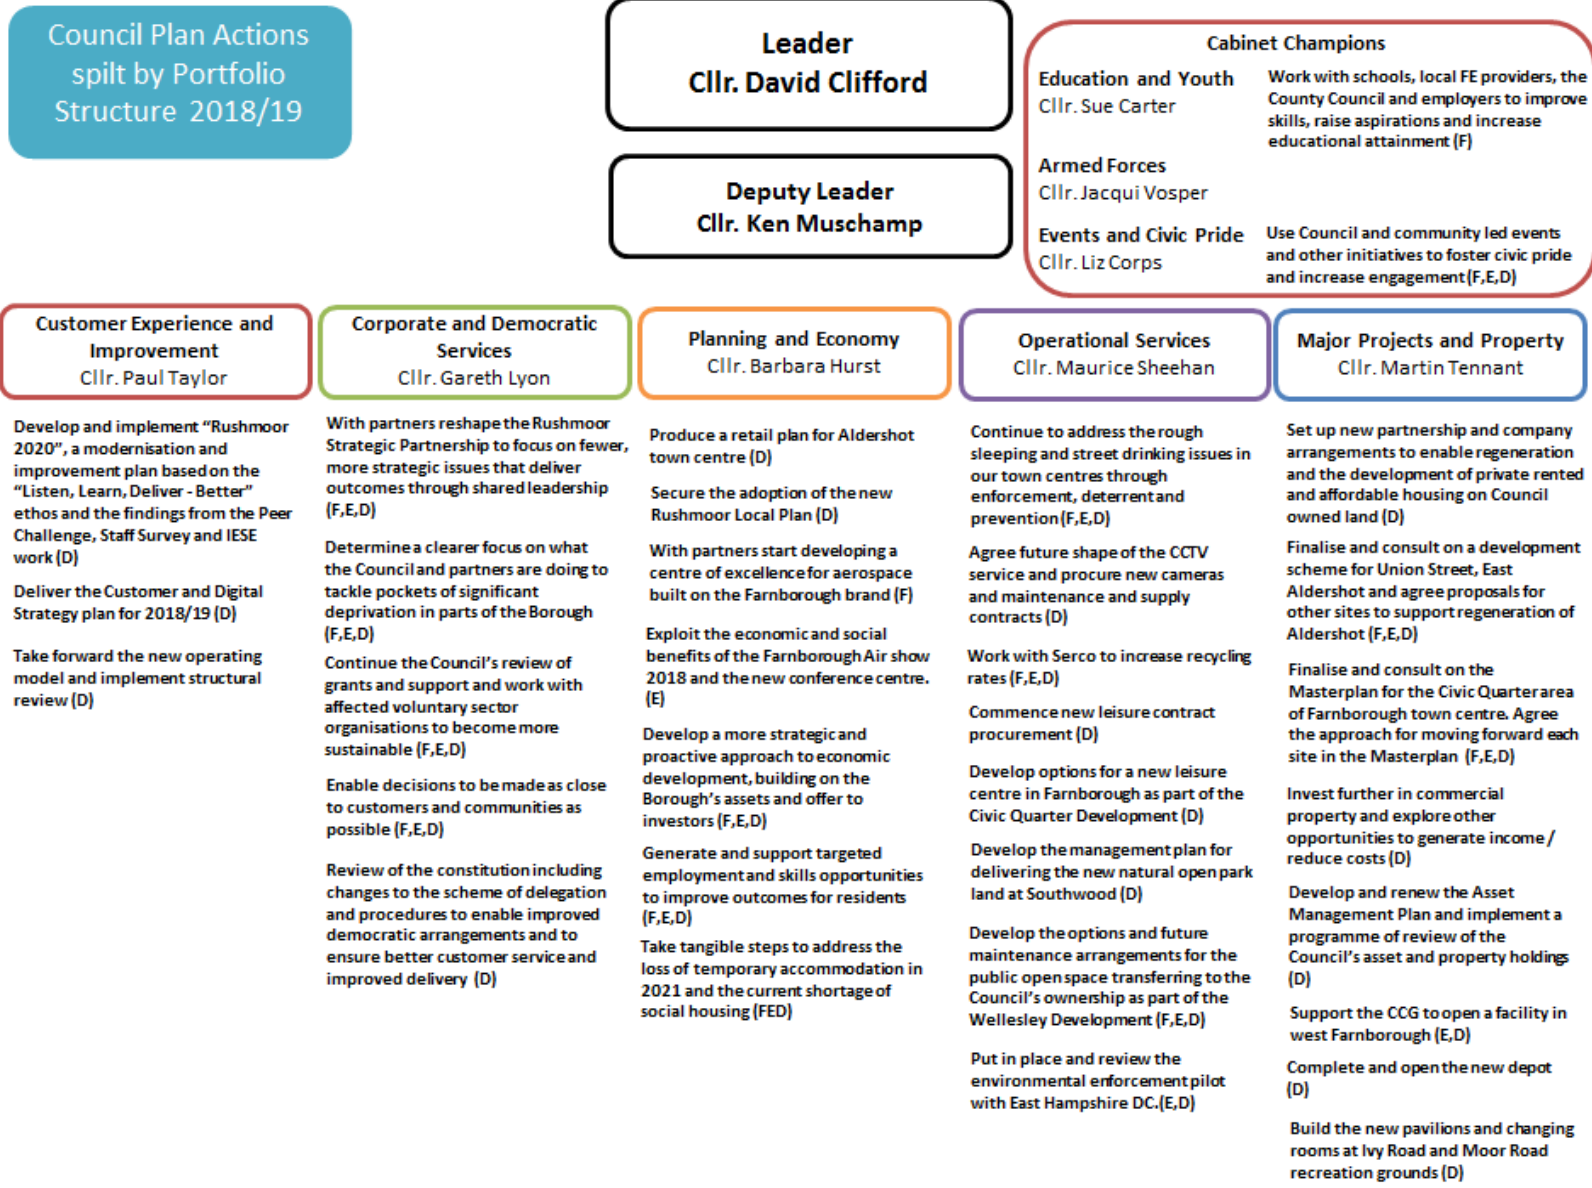 Council Plan Actions
spilt by Portfolio
Structure 2018/19
Leader
Cllr. David Clifford
Deputy Leader
Cllr. Ken Muschamp
Cabinet Champions
Education and Youth
Cllr. Sue Carter
Work with schools, local FE providers, the
County Council and employers to improve
skills, raise aspirations and increase
educational attainment (F)
Armed Forces
Cllr. Jacqui Vosper
Events and Civic Pride
Cllr. Liz Corps
Use Council and community led events
and other initiatives to foster civic pride
and increase engagement (F,E,D)
Customer Experience and
Improvement
Cllr. Paul Taylor
Develop and implement “Rushmoor
2020”, a modernisation and
improvement plan based on the
“Listen, Learn, Deliver - Better”
ethos and the findings from the Peer
Challenge, Staff Survey and IESE
work (D)
Deliver the Customer and Digital
Strategy plan for 2018/19 (D)
Take forward the new operating
model and implement structural
review (D)
Corporate and Democratic
Services
Cllr. Gareth Lyon
With partners reshape the Rushmoor
Strategic Partnership to focus on fewer,
more strategic issues that deliver
outcomes through shared leadership
(F,E,D)
Determine a clearer focus on what
the Council and partners are doing to
tackle pockets of significant
deprivation in parts of the Borough
(F,E,D)
Continue the Council’s review of
grants and support and work with
affected voluntary sector
organisations to become more
sustainable (F,E,D)
Enable decisions to be made as close
to customers and communities as
possible (F,E,D)
Review of the constitution including
changes to the scheme of delegation
and procedures to enable improved
democratic arrangements and to
ensure better customer service and
improved delivery (D)
Planning and Economy
Cllr. Barbara Hurst
Produce a retail plan for Aldershot
town centre (D)
Secure the adoption of the new
Rushmoor Local Plan (D)
With partners start developing a
centre of excellence for aerospace
built on the Farnborough brand (F)
Exploit the economic and social
benefits of the Farnborough Air show
2018 and the new conference centre.
(E)
Develop a more strategic and
proactive approach to economic
development, building on the
Borough’s assets and offer to
investors (F,E,D)
Generate and support targeted
employment and skills opportunities
to improve outcomes for residents
(F,E,D)
Take tangible steps to address the
loss of temporary accommodation in
2021 and the current shortage of
social housing (FED)
Operational Services
Cllr. Maurice Sheehan
Continue to address the rough
sleeping and street drinking issues in
our town centres through
enforcement, deterrent and
prevention (F,E,D)
Agree future shape of the CCTV
service and procure new cameras
and maintenance and supply
contracts (D)
Work with Serco to increase recycling
rates (F,E,D)
Commence new leisure contract
procurement (D)
Develop options for a new leisure
centre in Farnborough as part of the
Civic Quarter Development (D)
Develop the management plan for
delivering the new natural open park
land at Southwood (D)
Develop the options and future
maintenance arrangements for the
public open space transferring to the
Council’s ownership as part of the
Wellesley Development (F,E,D)
Put in place and review the
environmental enforcement pilot
with East Hampshire DC.(E,D)
Major Projects and Property
Cllr. Martin Tennant
Set up new partnership and company
arrangements to enable regeneration
and the development of private rented
and affordable housing on Council
owned land (D)
Finalise and consult on a development
scheme for Union Street, East
Aldershot and agree proposals for
other sites to support regeneration of
Aldershot (F,E,D)
Finalise and consult on the
Masterplan for the Civic Quarter area
of Farnborough town centre. Agree
the approach for moving forward each
site in the Masterplan (F,E,D)
Invest further in commercial
property and explore other
opportunities to generate income /
reduce costs (D)
Develop and renew the Asset
Management Plan and implement a
programme of review of the
Council’s asset and property holdings
(D)
Support the CCG to open a facility in
west Farnborough (E,D)
Complete and open the new depot
(D)
Build the new pavilions and changing
rooms at Ivy Road and Moor Road
recreation grounds (D)